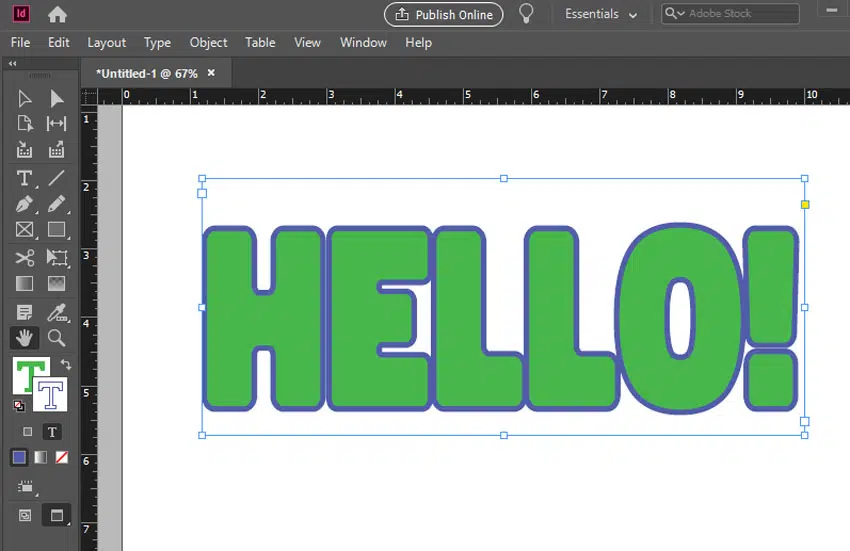 Id
Publish Online
Essentials
Adobe Stock
File Edit Layout Type Object Table View Window Help
*Untitled-1 @ 67% ×
0 1 2 3 4 5 6 7 8 9 10
1
2
3
4
5
6
7
HELLO!
T
T
T
T